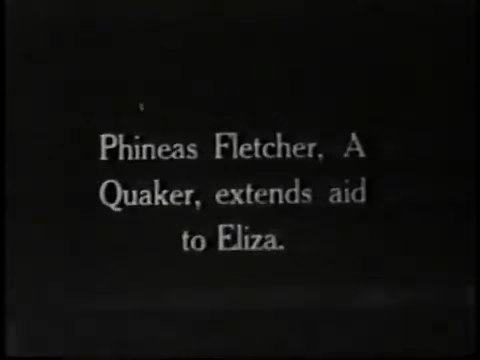 Phineas Fletcher, A
Quaker, extends aid
to Eliza.